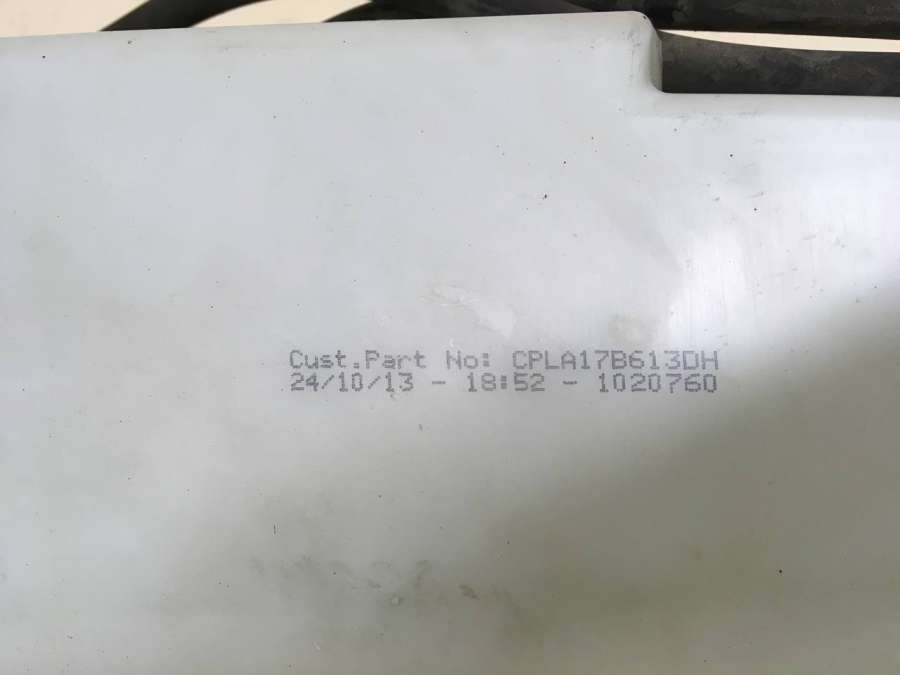 Cust.Part No: CPLA17B613DH
24/10/13 - 18:52 - 1020760